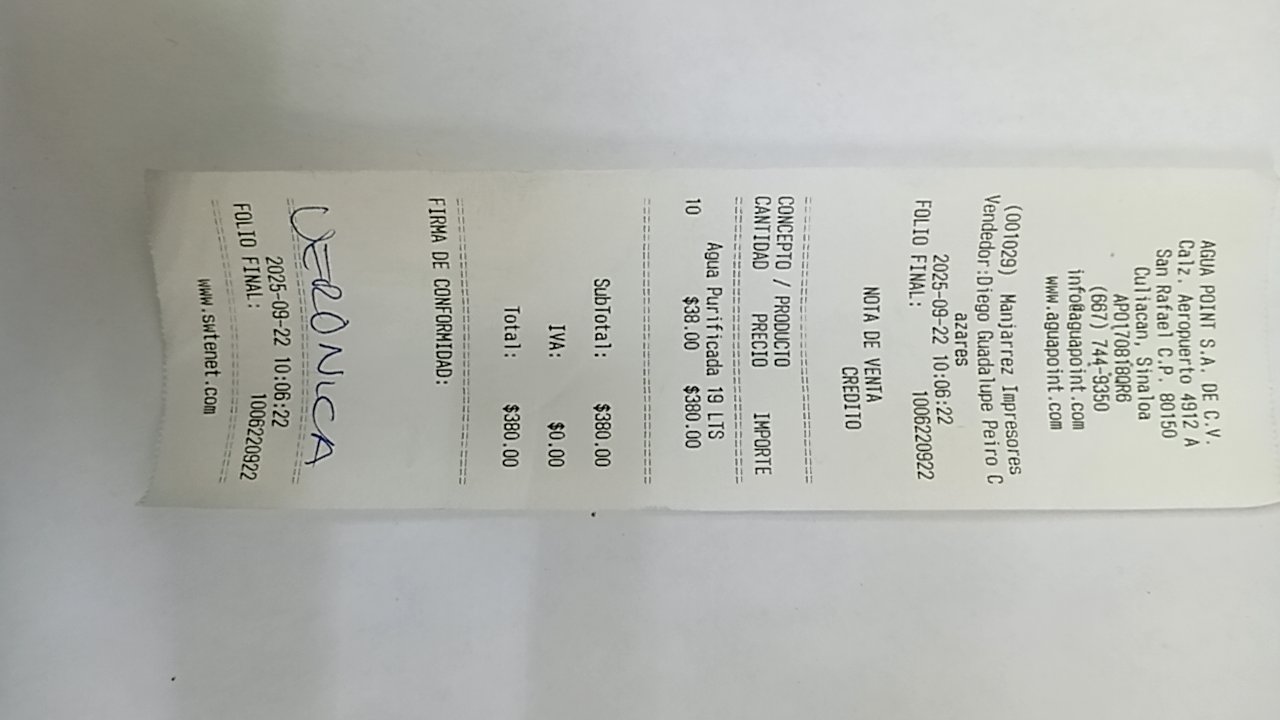 AGUA POINT S.A. DE C.V.
Calz. Aeropuerto 4912 A
San Rafael C.P. 80150
Culiacan, Sinaloa
APO170818QR6
(667) 744-9350
info@aguapoint.com
www.aguapoint.com
(001029) Manjarrez Impresores
Vendedor:Diego Guadalupe Peiro C
azares
2025-09-22 10:06:22
FOLIO FINAL: 1006220922
NOTA DE VENTA
CREDITO
CONCEPTO / PRODUCTO
CANTIDAD PRECIO IMPORTE
Agua Purificada 19 LTS
10 $38.00 $380.00
SubTotal: $380.00
IVA: $0.00
Total: $380.00
FIRMA DE CONFORMIDAD:
VERONICA
2025-09-22 10:06:22
FOLIO FINAL: 1006220922
www.swtenet.com